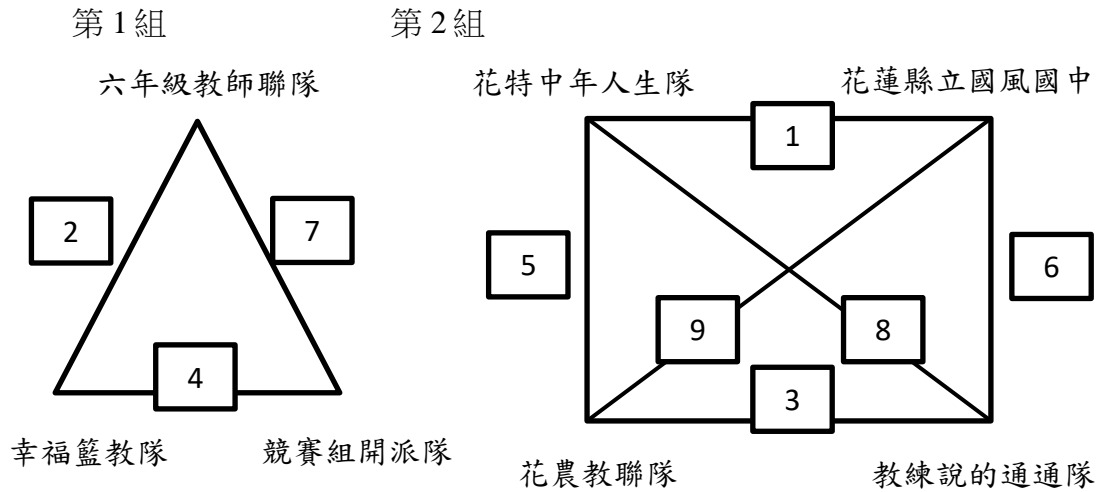 第1組 第2組
六年級教師聯隊 花特中年人生隊 花蓮縣立國風國中
1
2 7
5 6
9 8
4 3
幸福籃教隊 競賽組開派隊
花農教聯隊 教練說的通通隊